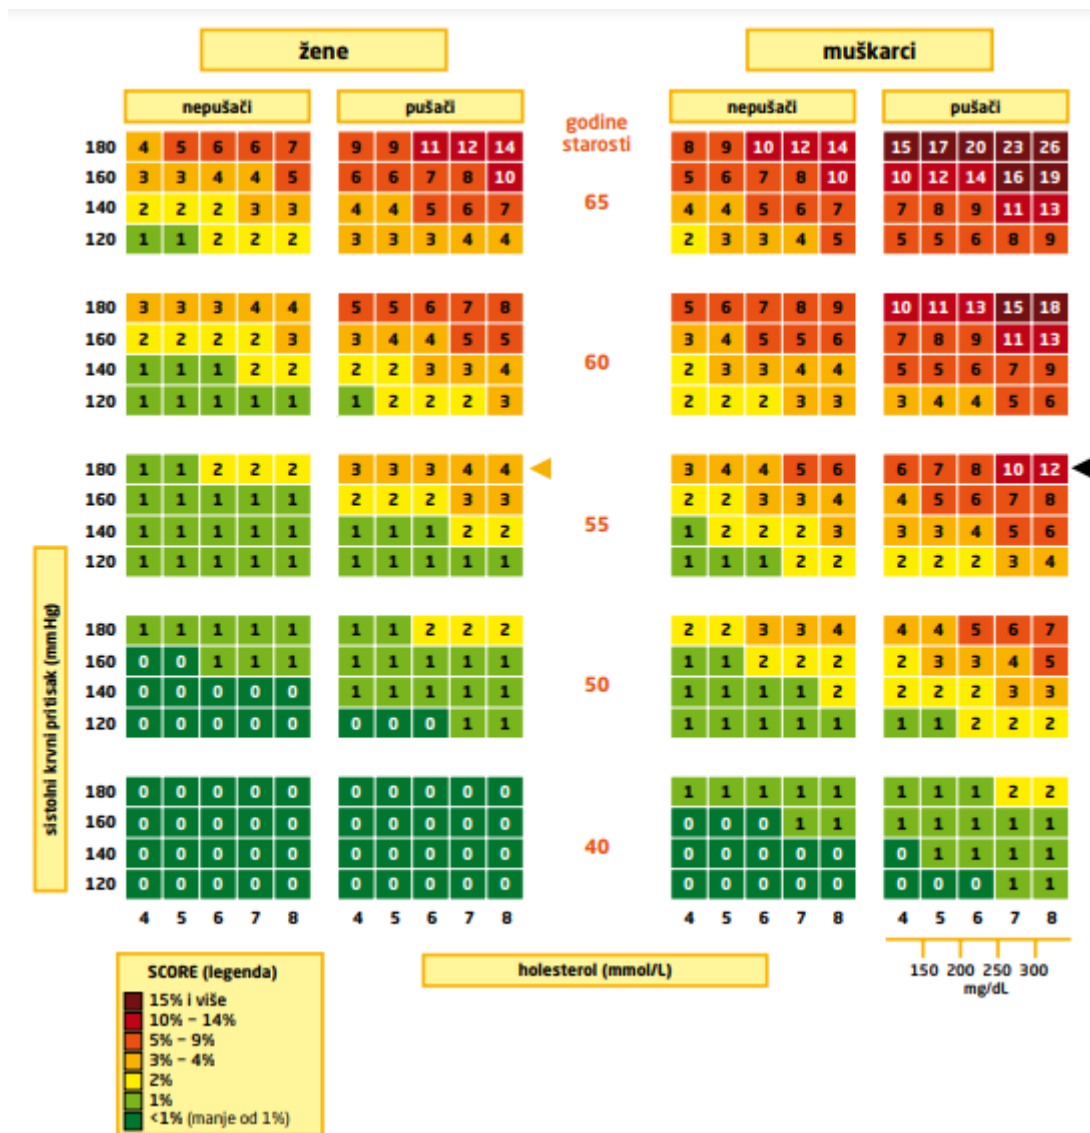 žene muškarci
nepušači pušači nepušači pušači
godine
starosti
180 4 5 6 6 7 9 9 11 12 14 8 9 10 12 14 15 17 20 23 26
160 3 3 4 4 5 6 6 7 8 10 5 6 7 8 10 10 12 14 16 19
65
140 2 2 2 3 3 4 4 5 6 7 4 4 5 6 7 7 8 9 11 13
120 1 1 2 2 2 3 3 3 4 4 2 3 3 4 5 5 5 6 8 9
180 3 3 3 4 4 5 5 6 7 8 5 6 7 8 9 10 11 13 15 18
160 2 2 2 2 3 3 4 4 5 5 3 4 5 5 6 7 8 9 11 13
60
140 1 1 1 2 2 2 2 3 3 4 2 3 3 4 4 5 5 6 7 9
120 1 1 1 1 1 1 2 2 2 3 2 2 2 3 3 3 4 4 5 6
180 1 1 2 2 2 3 3 3 4 4 3 4 4 5 6 6 7 8 10 12
160 1 1 1 1 1 2 2 2 3 3 2 2 3 3 4 4 5 6 7 8
55
140 1 1 1 1 1 1 1 1 2 2 1 2 2 2 3 3 3 4 5 6
120 1 1 1 1 1 1 1 1 1 1 1 1 1 2 2 2 2 2 3 4
180 1 1 1 1 1 1 1 2 2 2 2 2 3 3 4 4 4 5 6 7
160 0 0 1 1 1 1 1 1 1 1 1 1 2 2 2 2 3 3 4 5
50
140 0 0 0 0 0 1 1 1 1 1 1 1 1 1 2 2 2 2 3 3
120 0 0 0 0 0 0 0 0 1 1 1 1 1 1 1 1 1 2 2 2
180 0 0 0 0 0 0 0 0 0 0 1 1 1 1 1 1 1 1 2 2
160 0 0 0 0 0 0 0 0 0 0 0 0 0 1 1 1 1 1 1 1
40
140 0 0 0 0 0 0 0 0 0 0 0 0 0 0 0 0 1 1 1 1
120 0 0 0 0 0 0 0 0 0 0 0 0 0 0 0 0 0 0 1 1
4 5 6 7 8 4 5 6 7 8 4 5 6 7 8 4 5 6 7 8
sistolni krvni pritisak (mmHg)
holesterol (mmol/L)
150 200 250 300
mg/dL
SCORE (legenda)
15% i više
10% – 14%
5% – 9%
3% – 4%
2%
1%
<1% (manje od 1%)